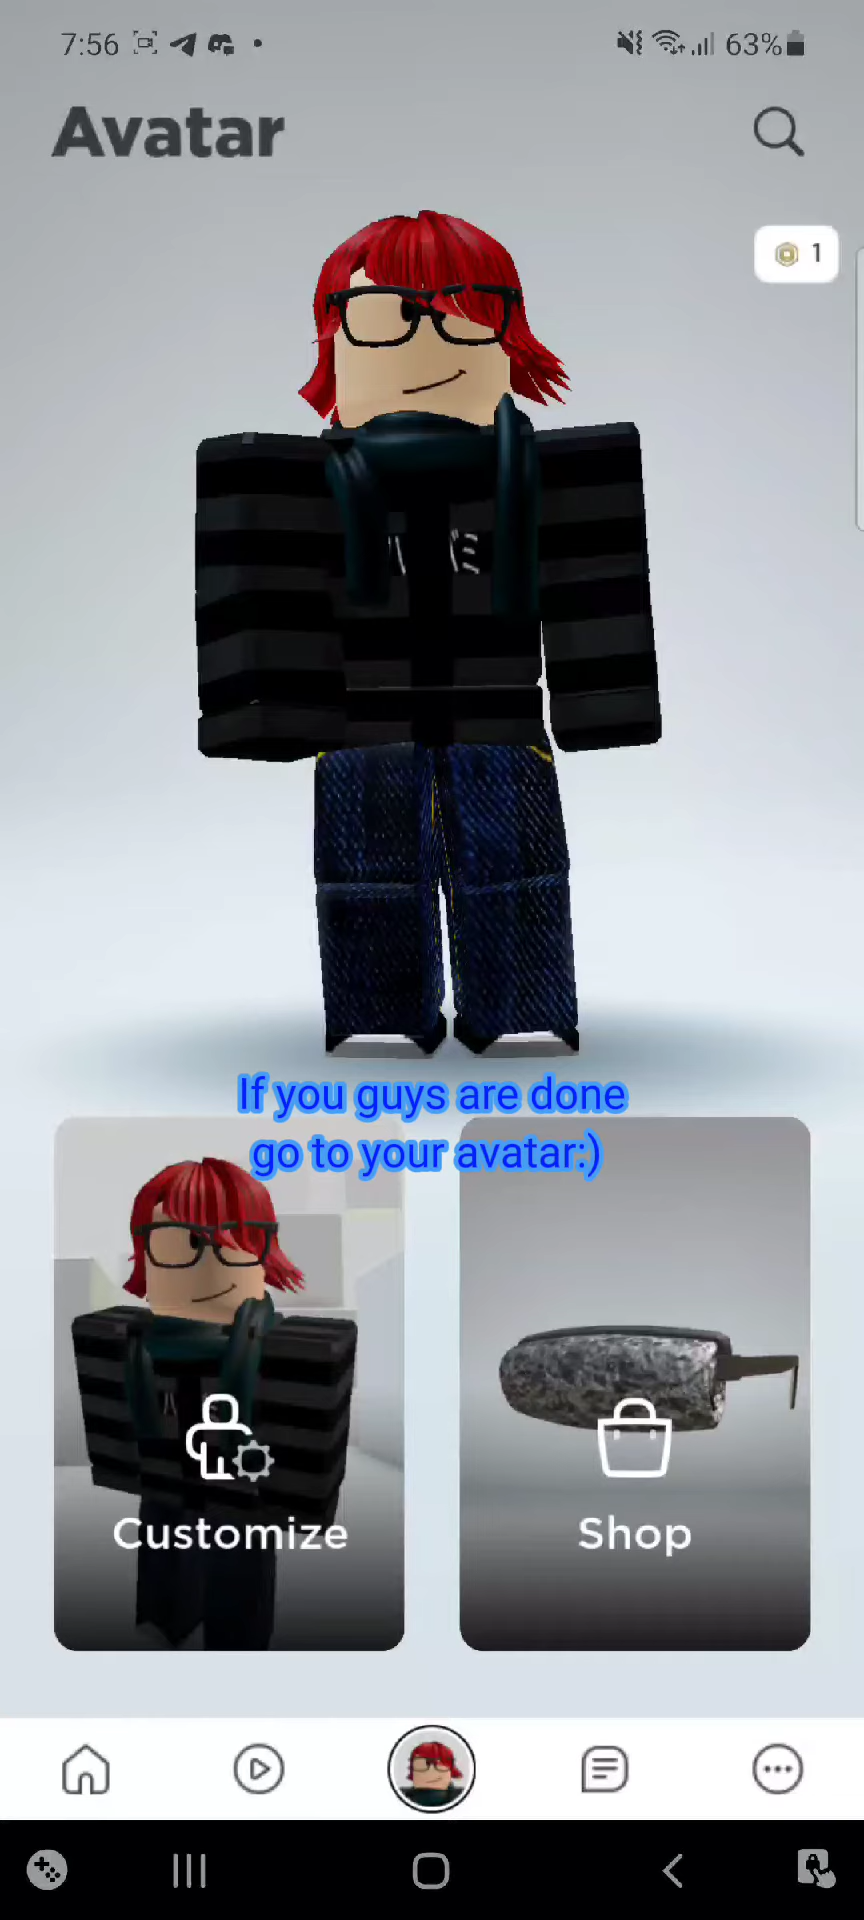 7:56
63%
Avatar
1
If you guys are done
go to your avatar:)
Customize
Shop